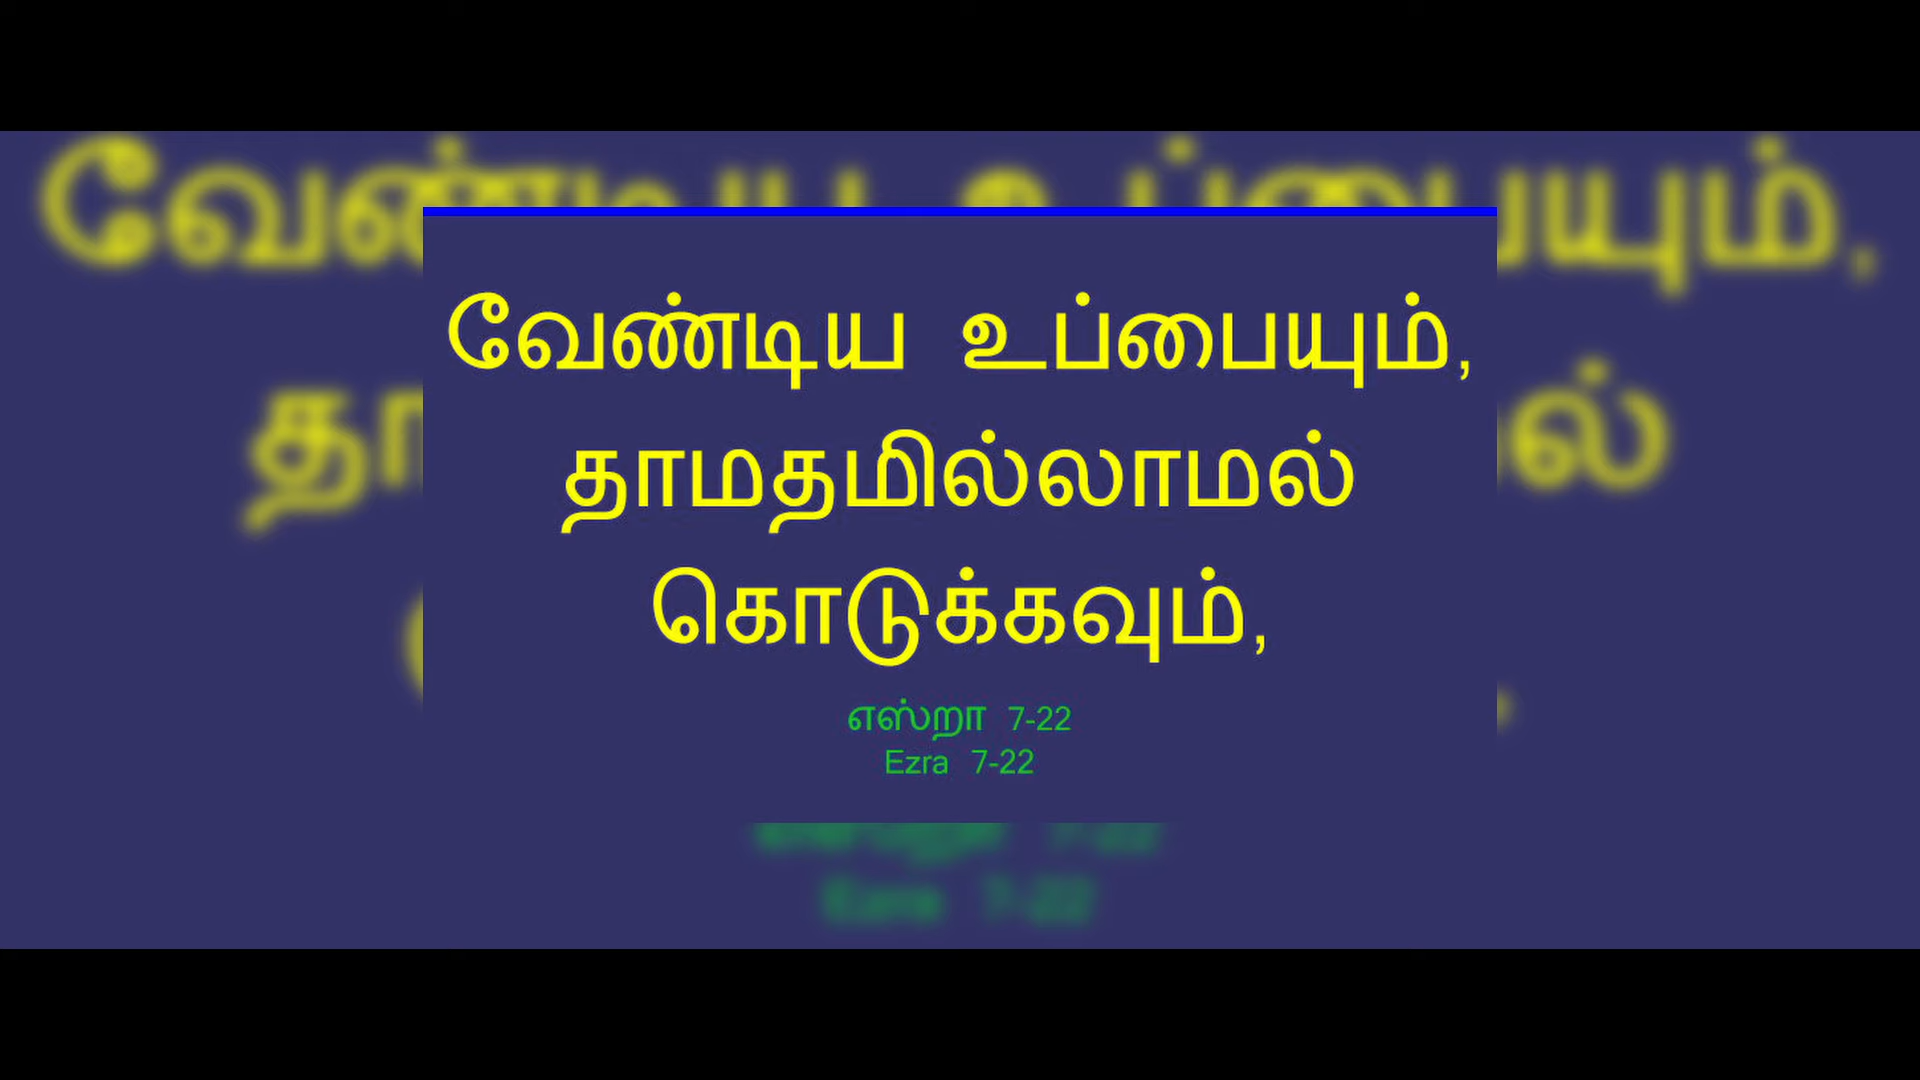 வேண்டிய உப்பையும்,
தாமதமில்லாமல்
கொடுக்கவும்,
எஸ்றா 7-22
Ezra 7-22